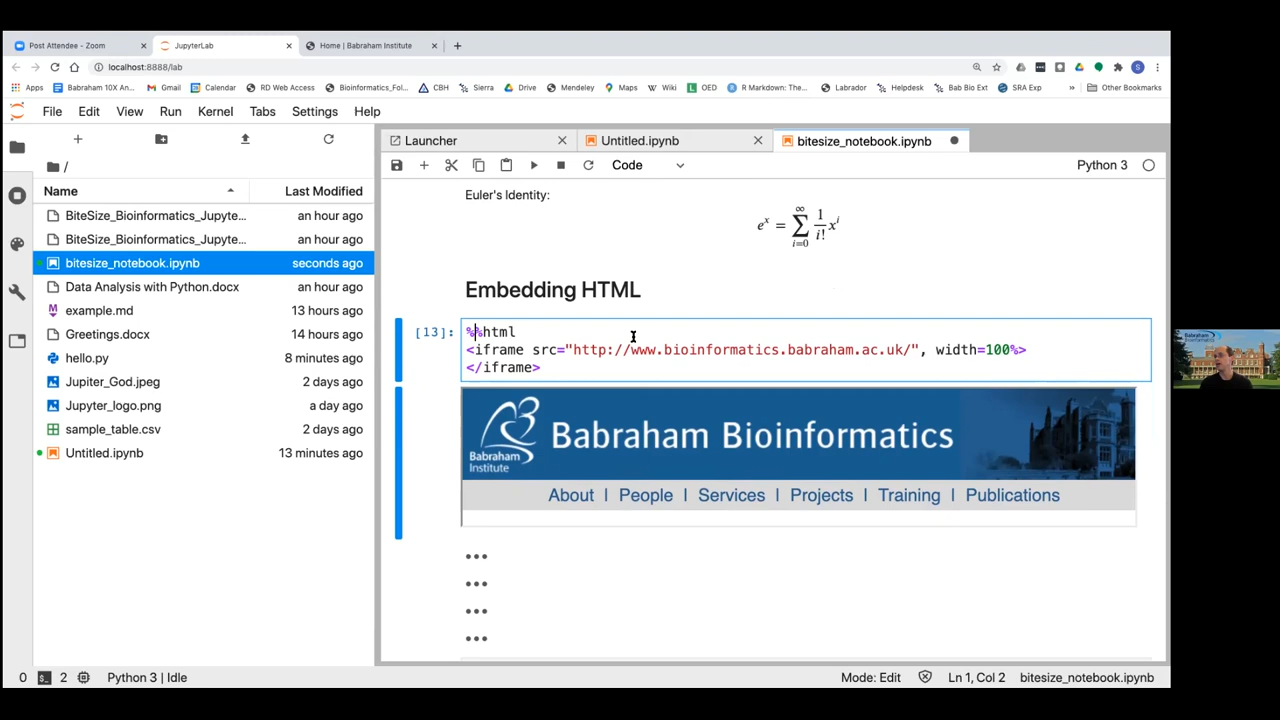 Post Attendee - Zoom
JupyterLab
Home | Babraham Institute
localhost:8888/lab
Apps
Babraham 10X An...
Gmail
Calendar
RD Web Access
Bioinformatics_Fol...
CBH
Sierra
Drive
Mendeley
Maps
Wiki
OED
R Markdown: The...
Labrador
Helpdesk
Bab Bio Ext
SRA Exp
»
Other Bookmarks
File Edit View Run Kernel Tabs Settings Help
/
Name Last Modified
BiteSize_Bioinformatics_Jupyte... an hour ago
BiteSize_Bioinformatics_Jupyte... an hour ago
bitesize_notebook.ipynb seconds ago
Data Analysis with Python.docx an hour ago
example.md 13 hours ago
Greetings.docx 14 hours ago
hello.py 8 minutes ago
Jupiter_God.jpeg 2 days ago
Jupyter_logo.png a day ago
sample_table.csv 2 days ago
Untitled.ipynb 13 minutes ago
Launcher
Untitled.ipynb
bitesize_notebook.ipynb
Code
Python 3
Euler's Identity:
e^x = ∑_{i=0}^{∞} \frac{1}{i!} x^i
Embedding HTML
[13]: %%html
<iframe src="http://www.bioinformatics.babraham.ac.uk/", width=100%>
</iframe>
Babraham Institute
Babraham Bioinformatics
About | People | Services | Projects | Training | Publications
•••
•••
•••
•••
0 2 Python 3 | Idle
Mode: Edit Ln 1, Col 2 bitesize_notebook.ipynb